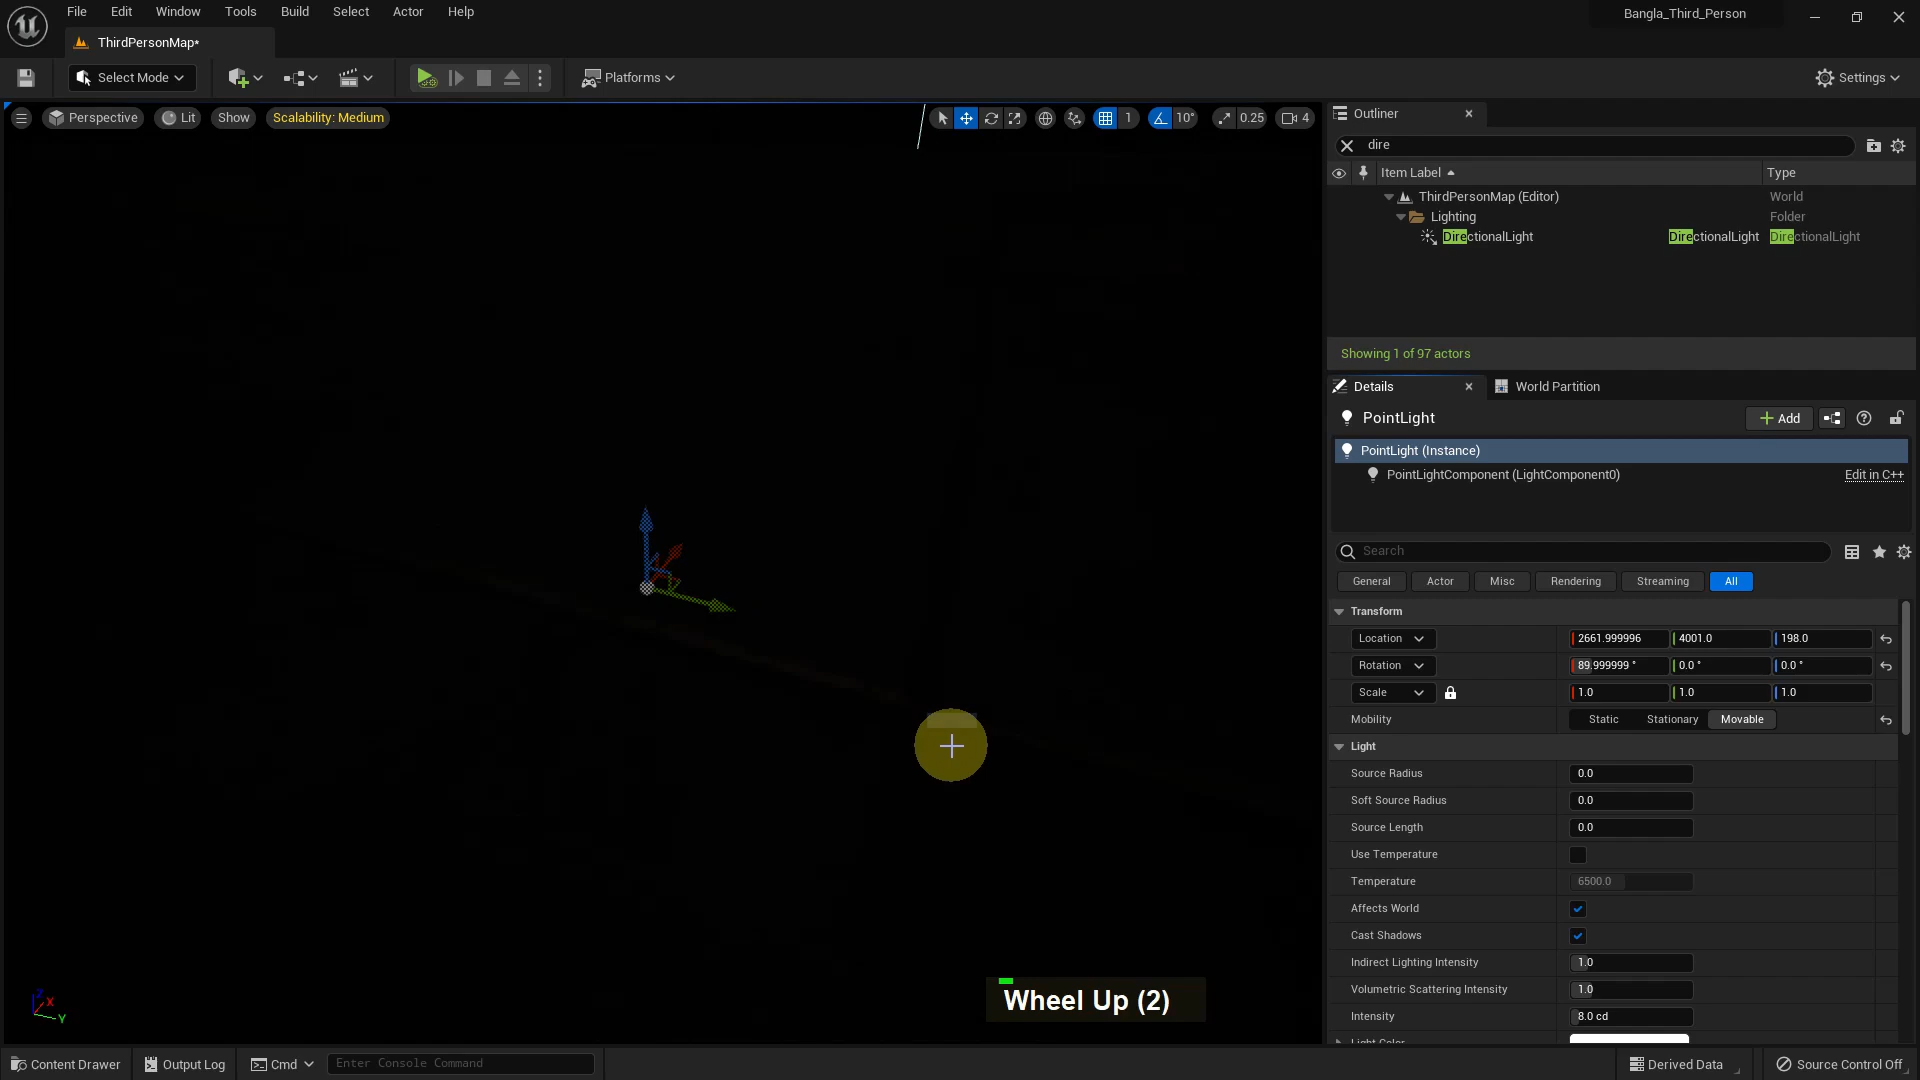 File Edit Window Tools Build Select Actor Help
Bangla_Third_Person
ThirdPersonMap*
Select Mode
Platforms
Settings
Perspective Lit Show Scalability: Medium
1 10° 0.25 4
Outliner
dire
Item Label Type
ThirdPersonMap (Editor) World
Lighting Folder
DirectionalLight DirectionalLight DirectionalLight
Showing 1 of 97 actors
Details World Partition
PointLight Add
PointLight (Instance)
PointLightComponent (LightComponent0) Edit in C++
Search
General Actor Misc Rendering Streaming All
Transform
Location 2661.999996 4001.0 198.0
Rotation 89.999999 ° 0.0 ° 0.0 °
Scale 1.0 1.0 1.0
Mobility Static Stationary Movable
Light
Source Radius 0.0
Soft Source Radius 0.0
Source Length 0.0
Use Temperature
Temperature 6500.0
Affects World
Cast Shadows
Indirect Lighting Intensity 1.0
Volumetric Scattering Intensity 1.0
Intensity 8.0 cd
Light Color
Z X Y
Wheel Up (2)
Content Drawer Output Log Cmd Enter Console Command
Derived Data Source Control Off